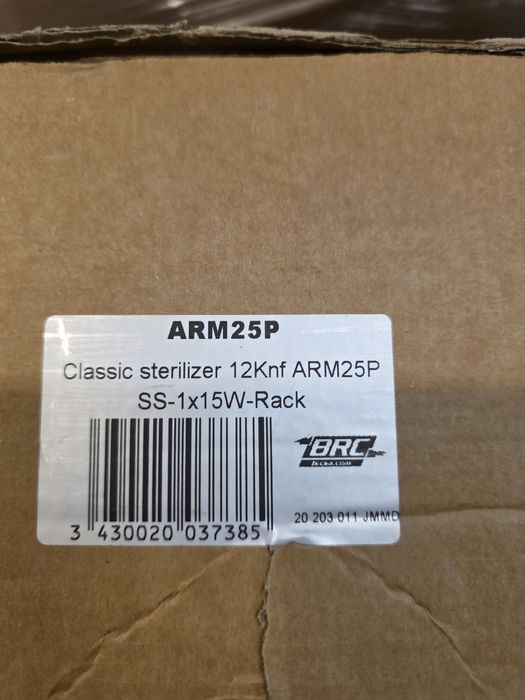 ARM25P
Classic sterilizer 12Knf ARM25P
SS-1x15W-Rack
BRC
20 203 011 JMMD
3 430020 037385